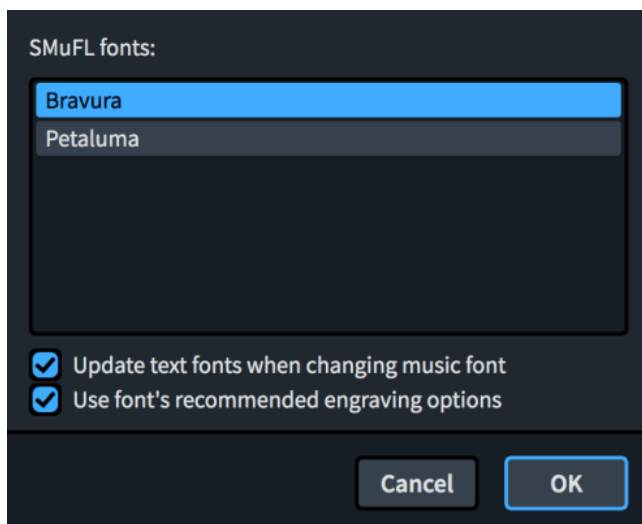 SMuFL fonts:
Bravura
Petaluma
Update text fonts when changing music font
Use font's recommended engraving options
Cancel OK